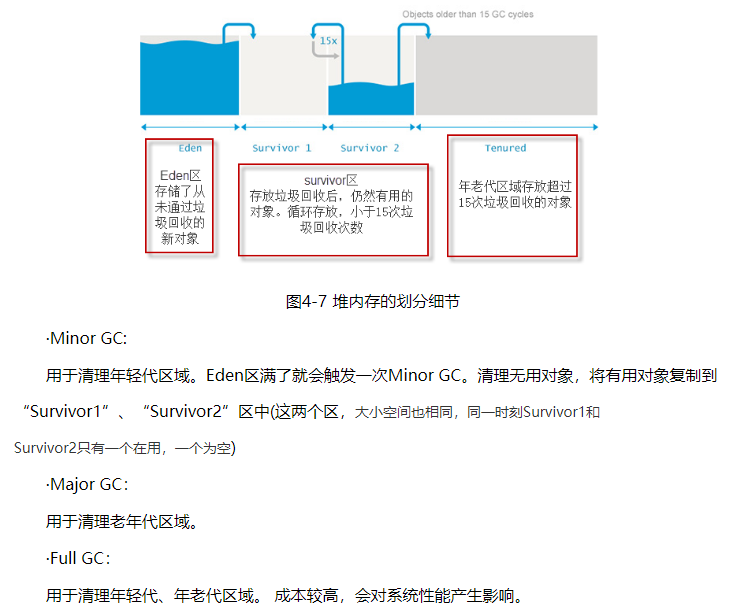 Objects older than 15 GC cycles
15x
Eden
Survivor 1
Survivor 2
Tenured
Eden区
存储了从
未通过垃
圾回收的
新对象
survivor区
存放垃圾回收后，仍然有用的
对象。循环存放，小于15次垃
圾回收次数
年老代区域存放超过
15次垃圾回收的对象
图4-7 堆内存的划分细节
·Minor GC:
用于清理年轻代区域。Eden区满了就会触发一次Minor GC。清理无用对象，将有用对象复制到
“Survivor1”、“Survivor2”区中(这两个区，大小空间也相同，同一时刻Survivor1和
Survivor2只有一个在用，一个为空)
·Major GC：
用于清理老年代区域。
·Full GC：
用于清理年轻代、年老代区域。 成本较高，会对系统性能产生影响。